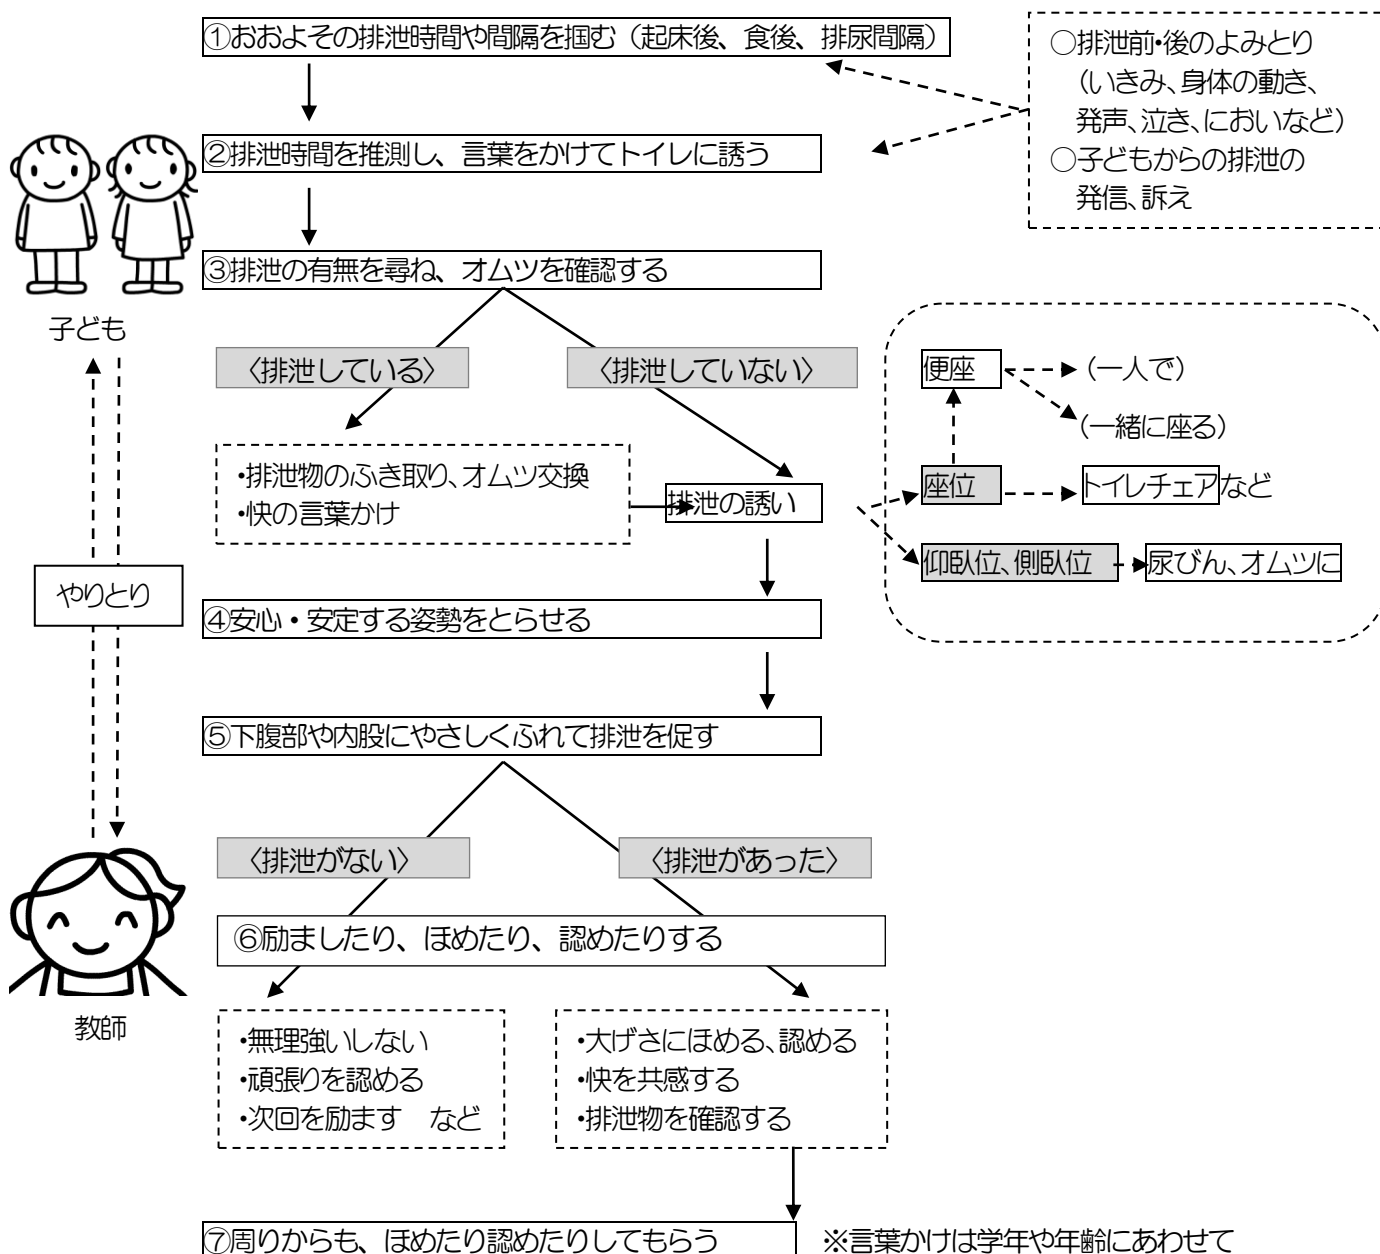 ①おおよその排泄時間や間隔を掴む（起床後、食後、排尿間隔）
○排泄前・後のよみとり
（いきみ、身体の動き、
発声、泣き、においなど）
○子どもからの排泄の
発信、訴え
②排泄時間を推測し、言葉をかけてトイレに誘う
③排泄の有無を尋ね、オムツを確認する
子ども
〈排泄している〉
〈排泄していない〉
・排泄物のふき取り、オムツ交換
・快の言葉かけ
排泄の誘い
便座
（一人で）
（一緒に座る）
座位
トイレチェアなど
仰臥位、側臥位
尿びん、オムツに
やりとり
④安心・安定する姿勢をとらせる
⑤下腹部や内股にやさしくふれて排泄を促す
〈排泄がない〉
〈排泄があった〉
⑥励ましたり、ほめたり、認めたりする
教師
・無理強いしない
・頑張りを認める
・次回を励ます　など
・大げさにほめる、認める
・快を共感する
・排泄物を確認する
⑦周りからも、ほめたり認めたりしてもらう
※言葉かけは学年や年齢にあわせて